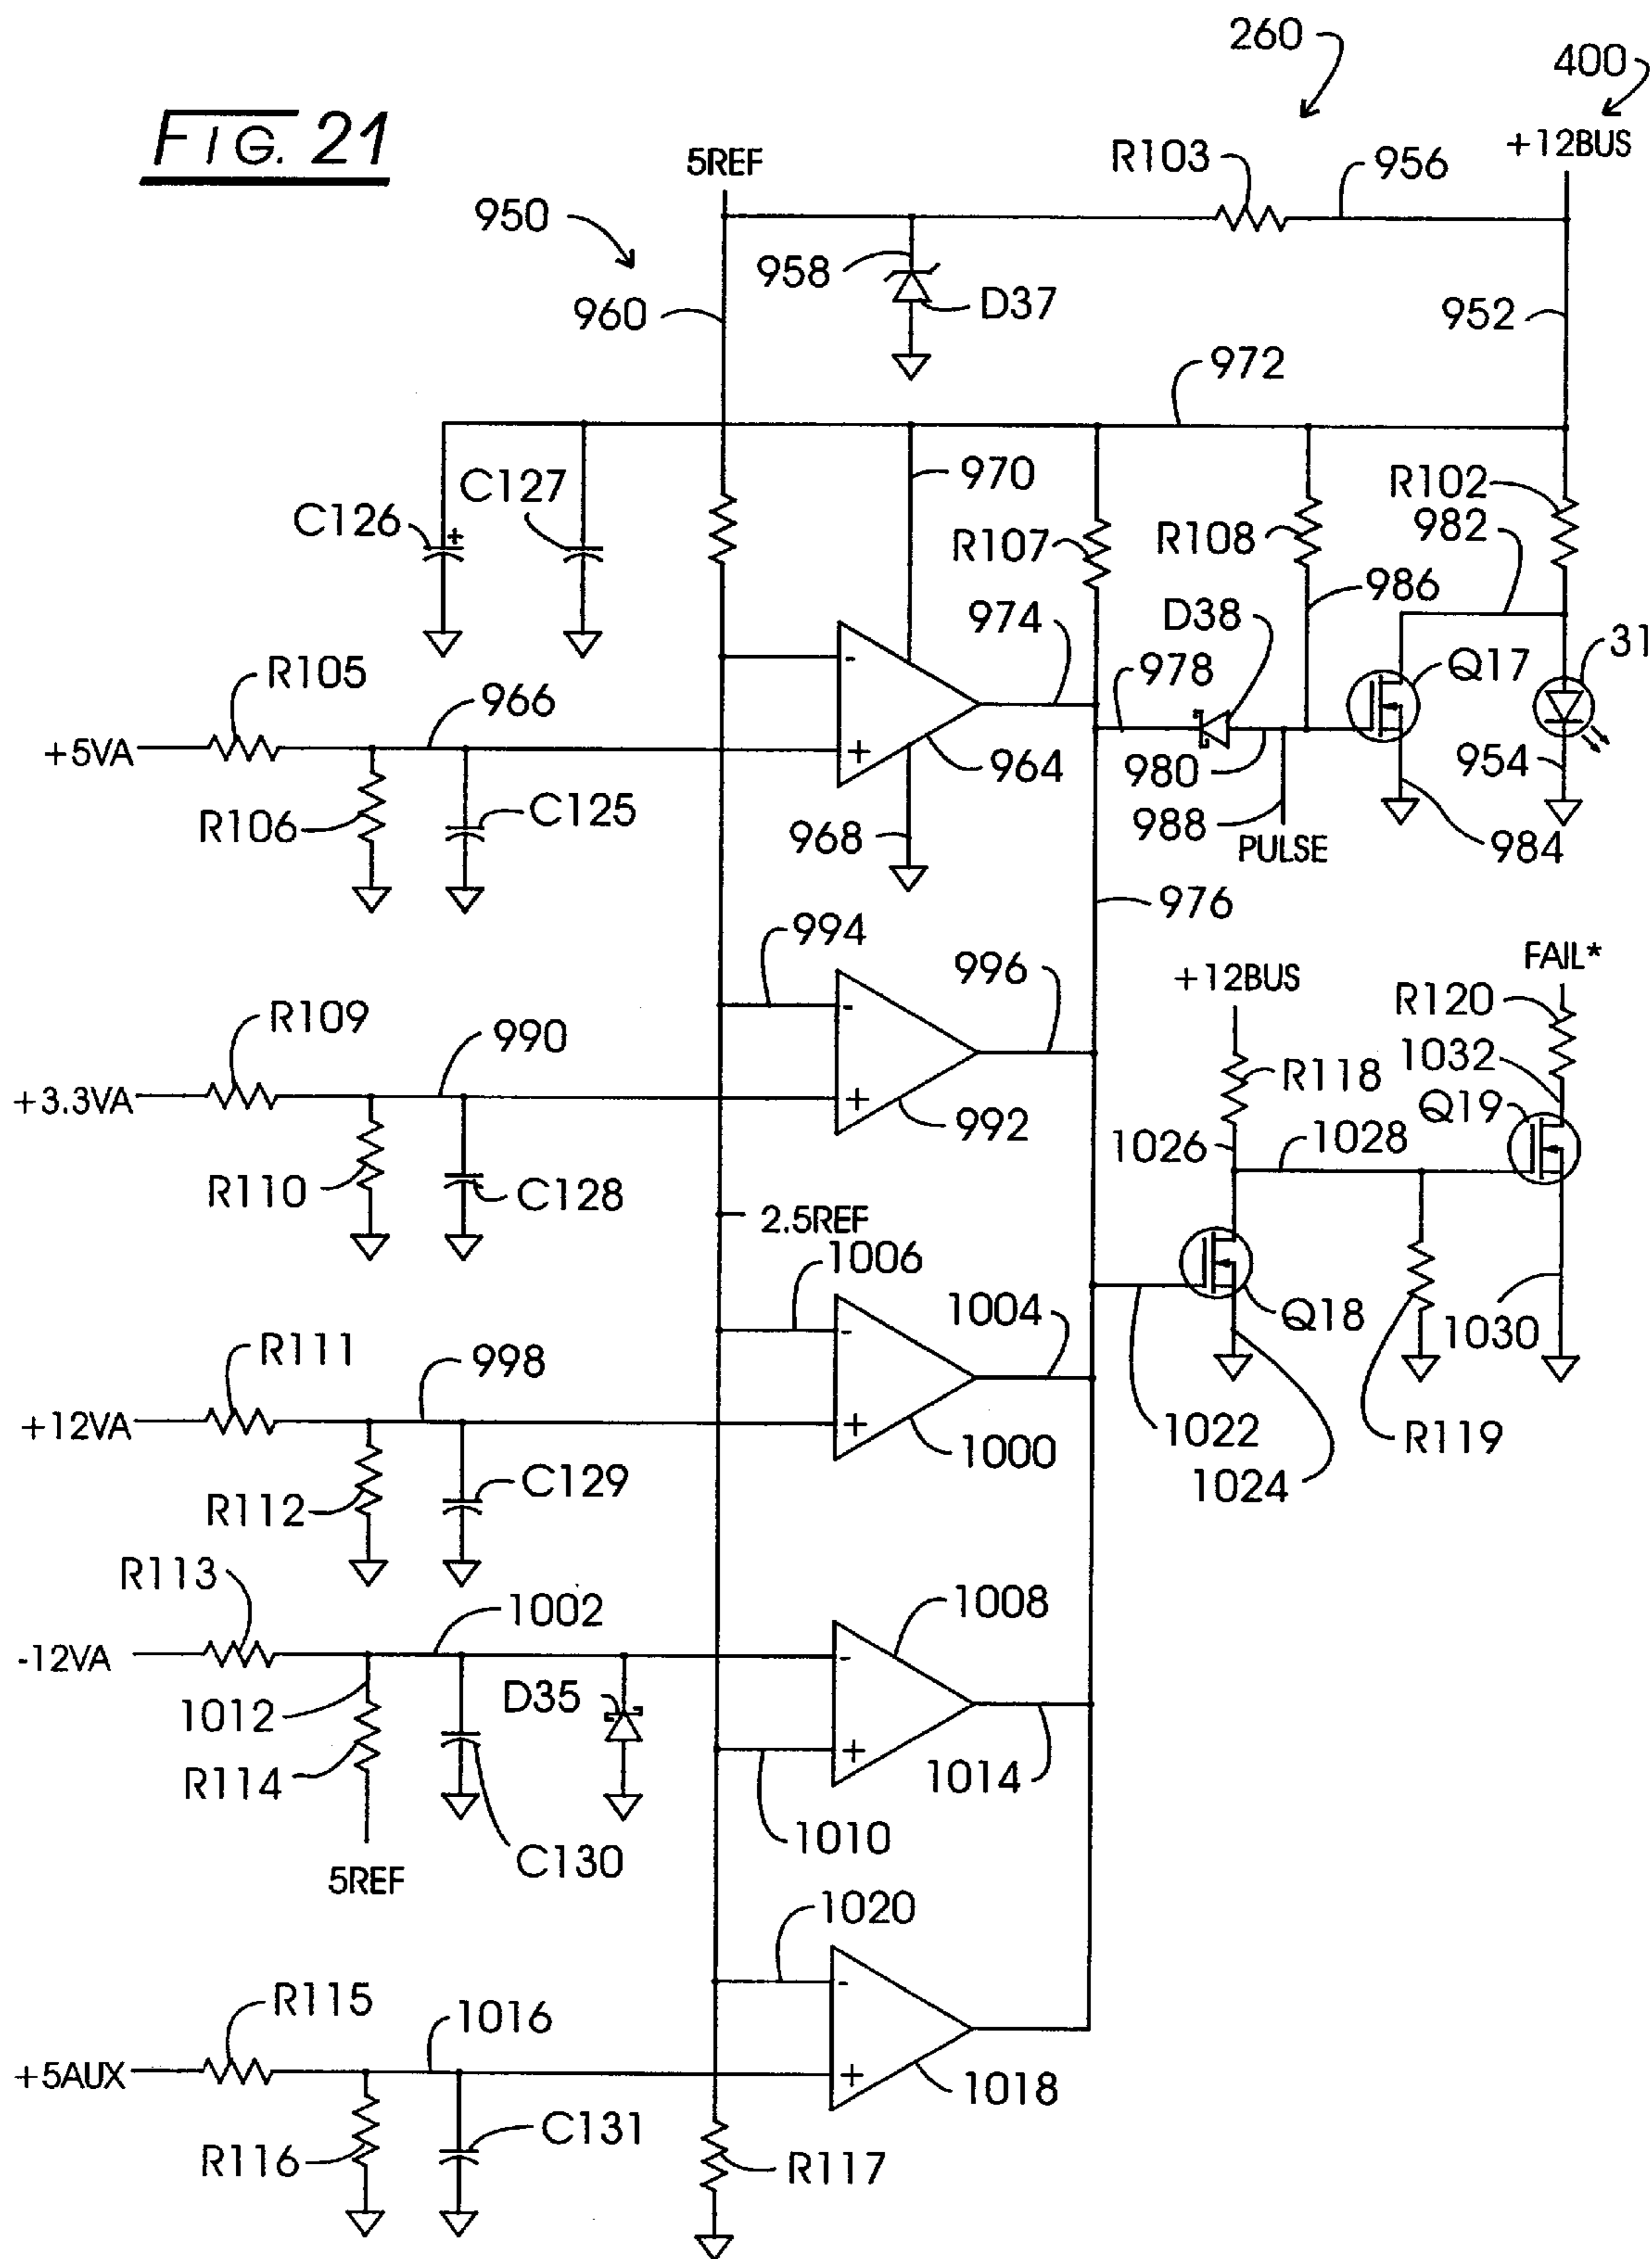 FIG. 21
260
400
+12BUS
5REF
R103
956
950
958
D37
960
952
972
C126
+
C127
970
R107
R108
R102
982
986
974
D38
31
Q17
978
-
R105
966
+5VA
+
964
980
954
R106
C125
968
988
PULSE
984
976
994
-
996
+12BUS
FAIL*
R109
990
R120
+3.3VA
+
992
R118
1032
Q19
R110
C128
1026
1028
2.5REF
1006
-
1004
Q18
1030
R111
998
+12VA
+
1000
1022
R119
R112
C129
1024
R113
1002
1008
-12VA
-
1012
D35
+
R114
1014
1010
5REF
C130
1020
-
R115
1016
+5AUX
+
1018
R116
C131
R117